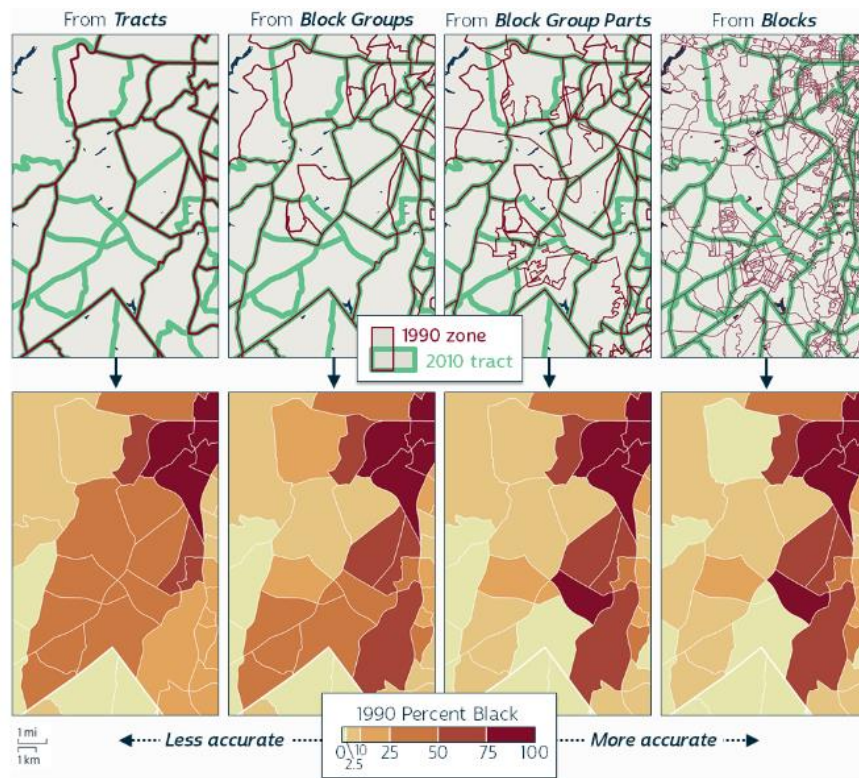 From Tracts
From Block Groups
From Block Group Parts
From Blocks
1990 zone
2010 tract
1990 Percent Black
0 2.5 10 25 50 75 100
1 mi
1 km
Less accurate
More accurate